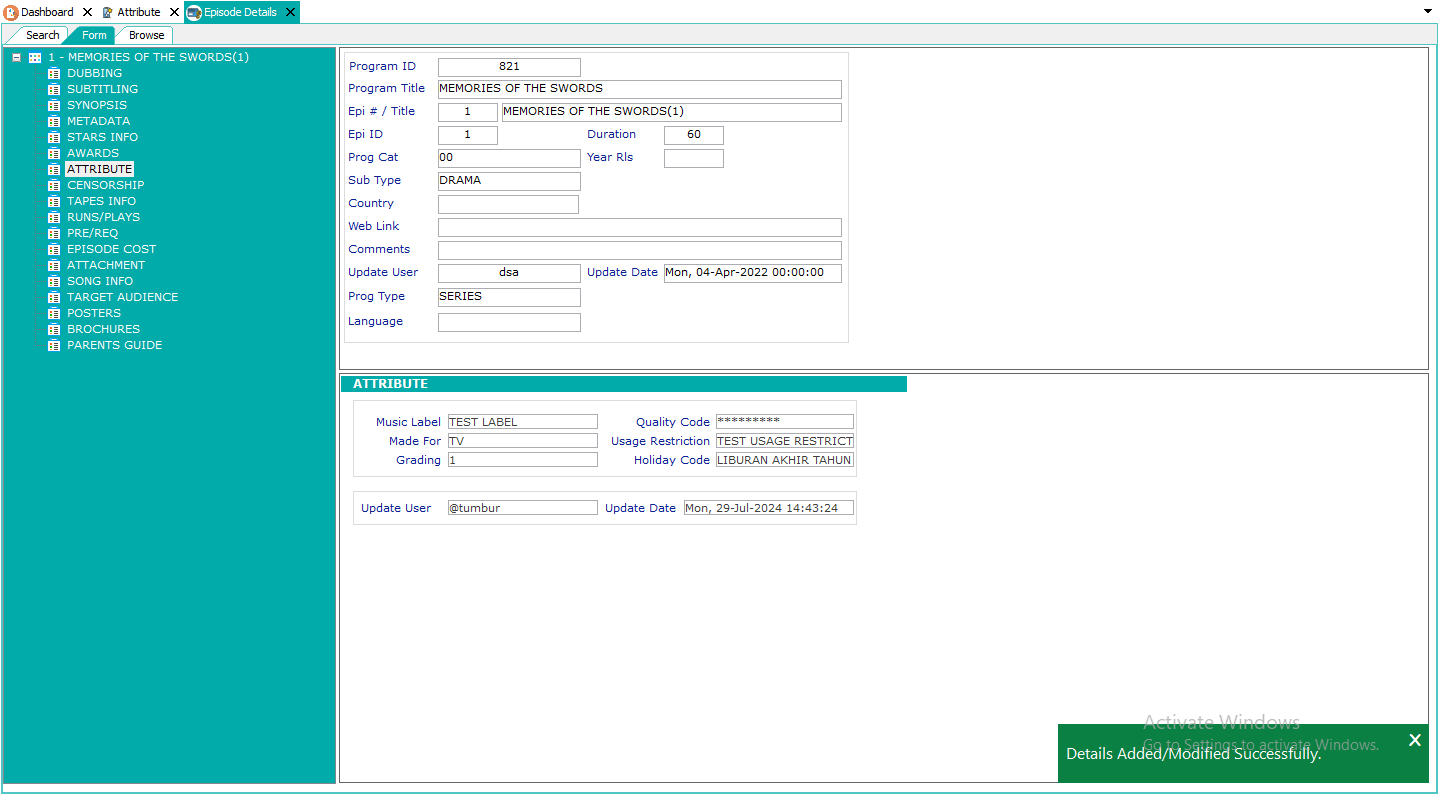 Dashboard Attribute Episode Details
Search Form Browse
1 - MEMORIES OF THE SWORDS(1)
DUBBING
SUBTITLING
SYNOPSIS
METADATA
STARS INFO
AWARDS
ATTRIBUTE
CENSORSHIP
TAPES INFO
RUNS/PLAYS
PRE/REQ
EPISODE COST
ATTACHMENT
SONG INFO
TARGET AUDIENCE
POSTERS
BROCHURES
PARENTS GUIDE
Program ID 821
Program Title MEMORIES OF THE SWORDS
Epi # / Title 1 MEMORIES OF THE SWORDS(1)
Epi ID 1 Duration 60
Prog Cat 00 Year Rls
Sub Type DRAMA
Country
Web Link
Comments
Update User dsa Update Date Mon, 04-Apr-2022 00:00:00
Prog Type SERIES
Language
ATTRIBUTE
Music Label TEST LABEL Quality Code *********
Made For TV Usage Restriction TEST USAGE RESTRICT
Grading 1 Holiday Code LIBURAN AKHIR TAHUN
Update User @tumbur Update Date Mon, 29-Jul-2024 14:43:24
Activate Windows
Go to Settings to activate Windows.
Details Added/Modified Successfully.